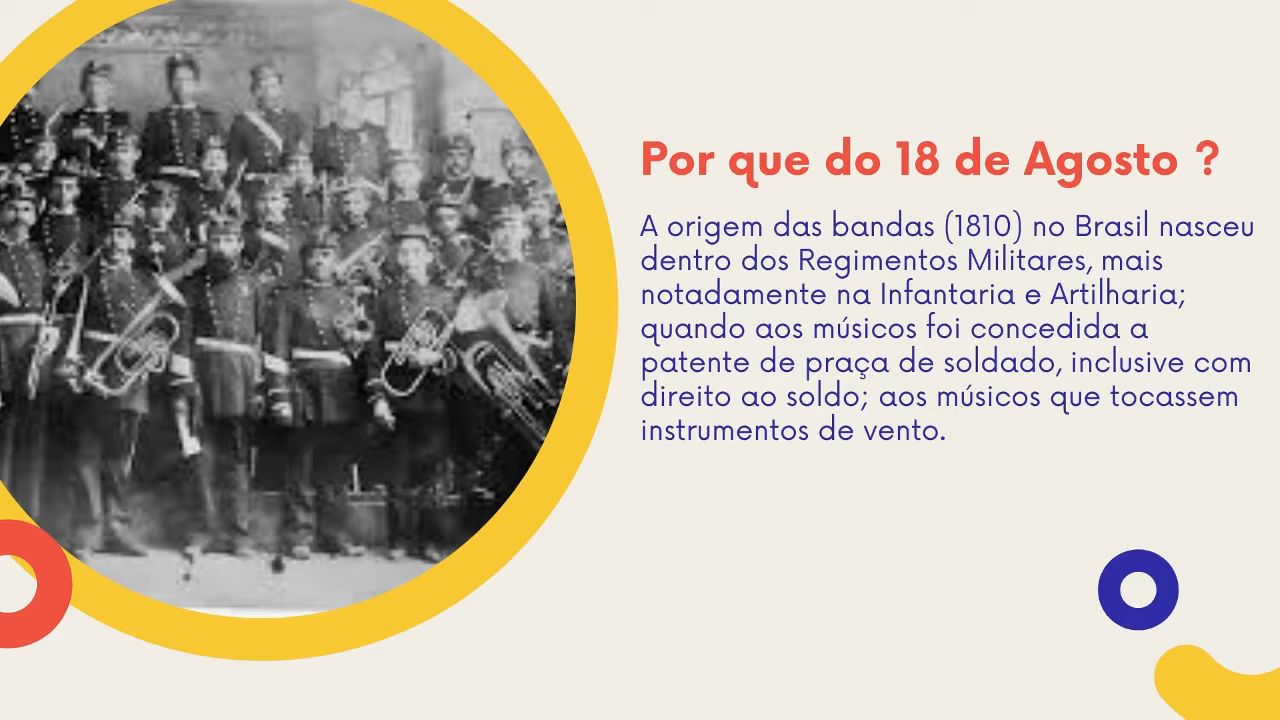 Por que do 18 de Agosto ?
A origem das bandas (1810) no Brasil nasceu
dentro dos Regimentos Militares, mais
notadamente na Infantaria e Artilharia;
quando aos músicos foi concedida a
patente de praça de soldado, inclusive com
direito ao soldo; aos músicos que tocassem
instrumentos de vento.